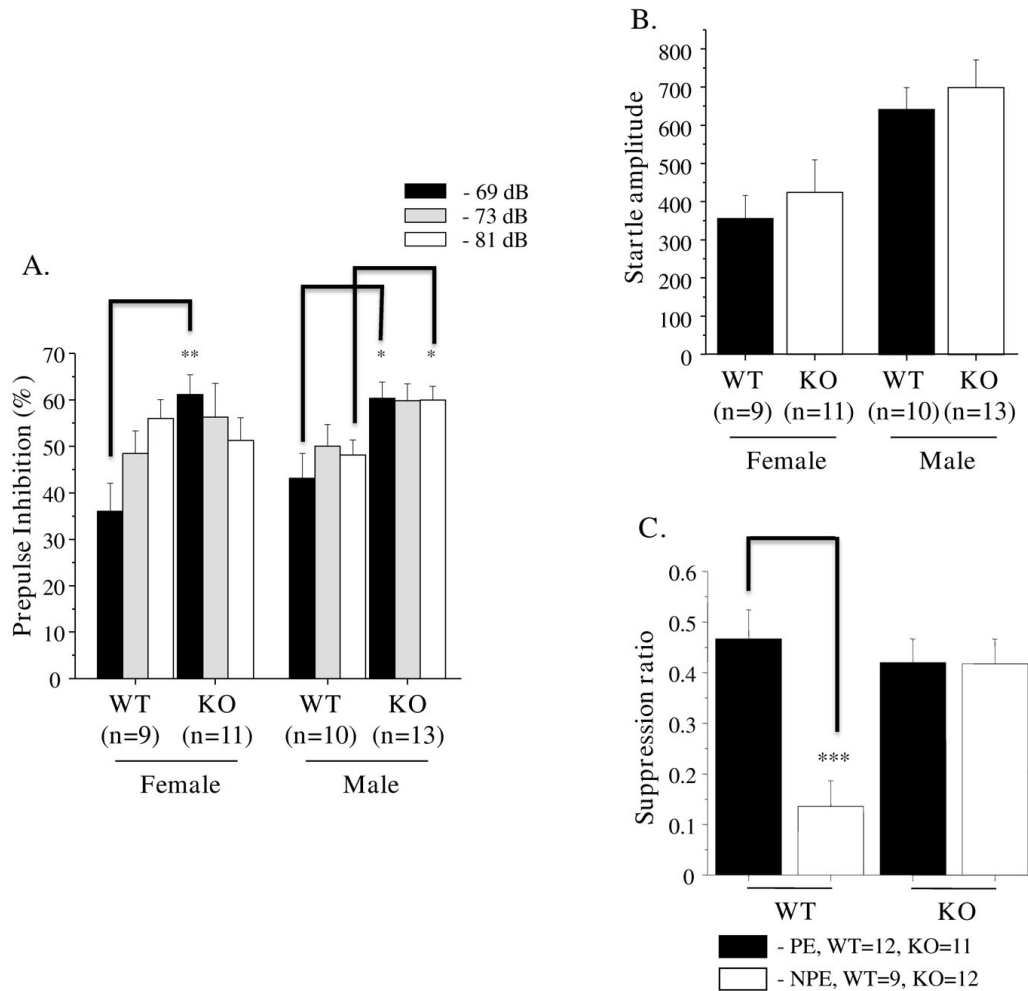 A.
- 69 dB
- 73 dB
- 81 dB
Prepulse Inhibition (%)
70
60
50
40
30
20
10
0
**
*
*
WT
KO
WT
KO
(n=9)
(n=11)
(n=10)
(n=13)
Female
Male
B.
Startle amplitude
800
700
600
500
400
300
200
100
0
WT
KO
WT
KO
(n=9)
(n=11)
(n=10)
(n=13)
Female
Male
C.
Suppression ratio
0.6
0.5
0.4
0.3
0.2
0.1
0
***
WT
KO
- PE, WT=12, KO=11
- NPE, WT=9, KO=12